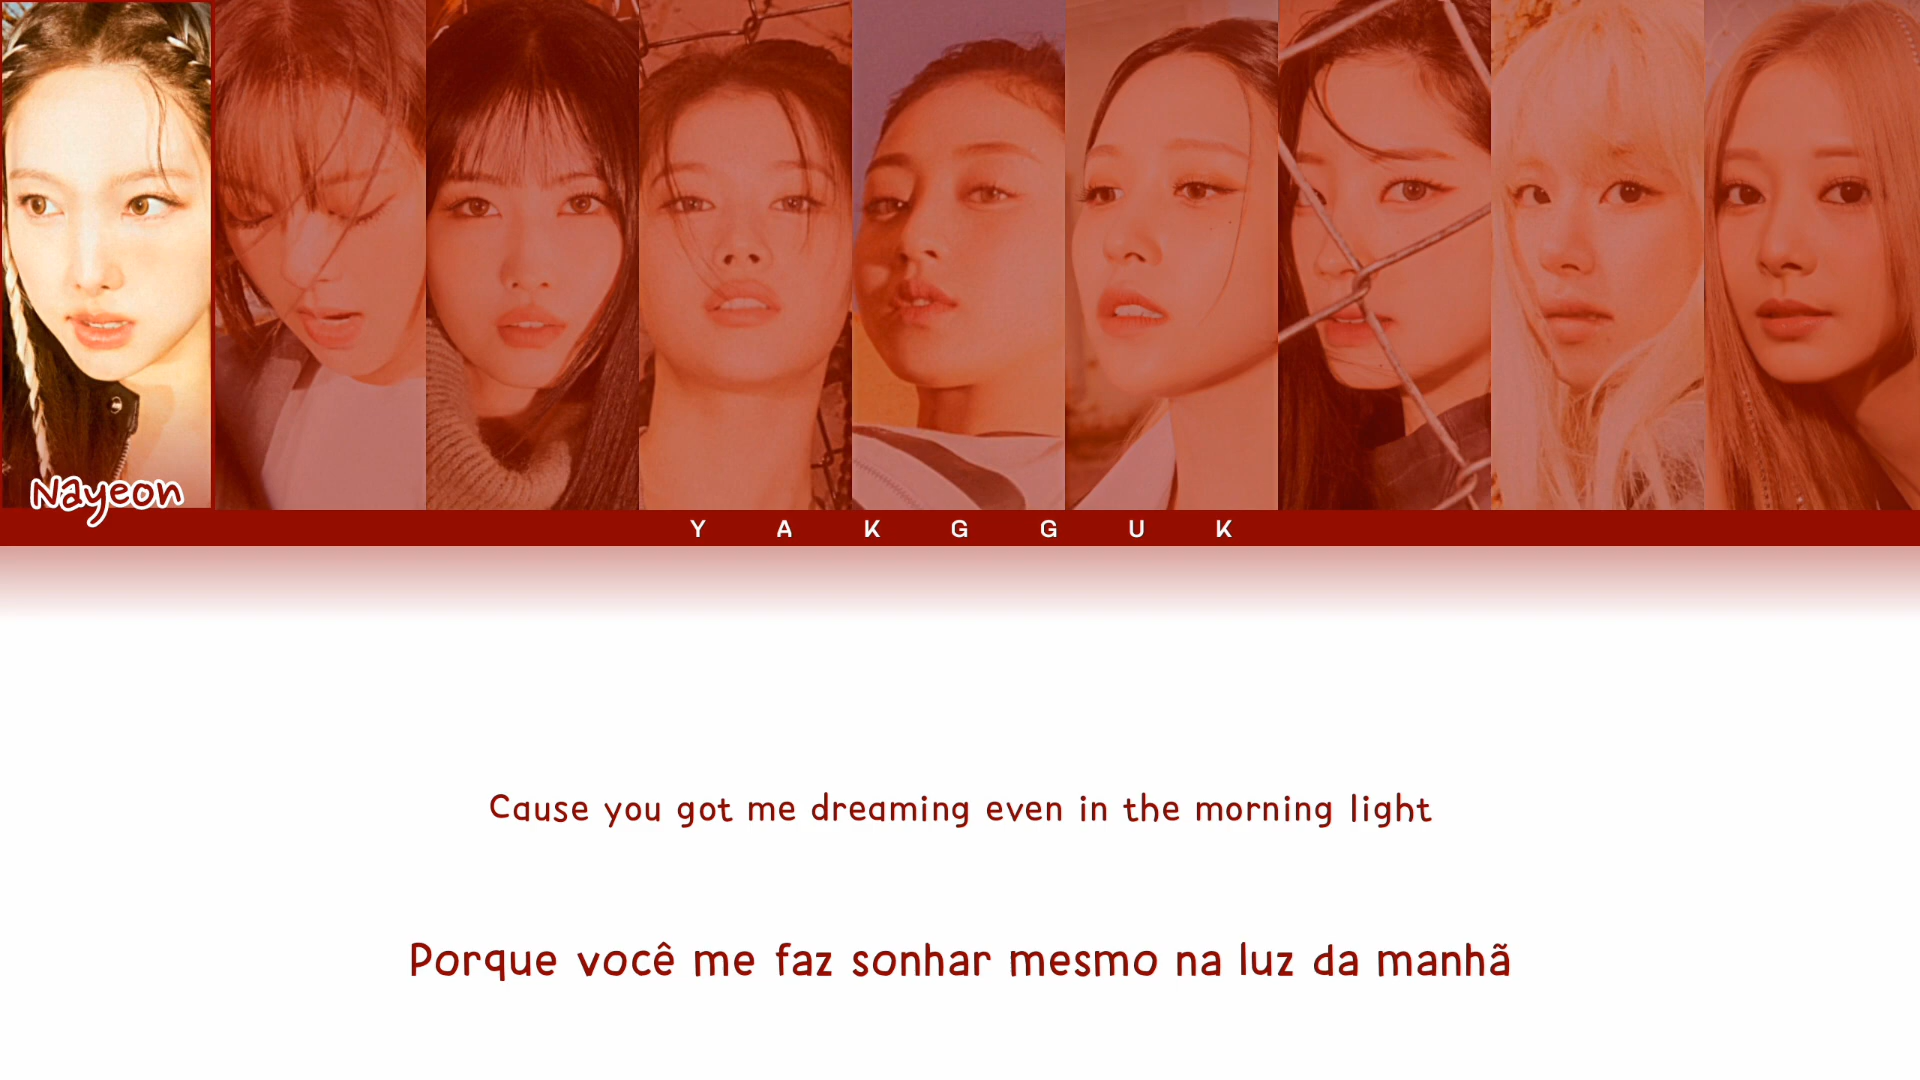 Nayeon
YAKGGUK
Cause you got me dreaming even in the morning light
Porque você me faz sonhar mesmo na luz da manhã